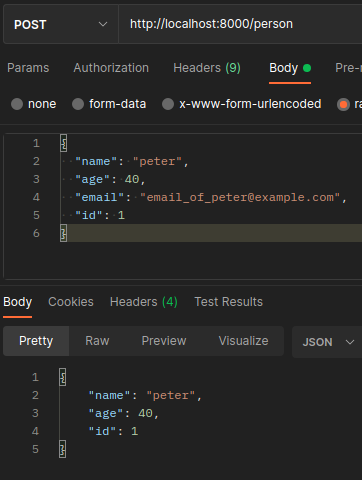 POST http://localhost:8000/person
Params Authorization Headers (9) Body Pre-r
none form-data x-www-form-urlencoded ra
1 {
2 "name": "peter",
3 "age": 40,
4 "email": "email_of_peter@example.com",
5 "id": 1
6 }
Body Cookies Headers (4) Test Results
Pretty Raw Preview Visualize JSON
1 {
2 "name": "peter",
3 "age": 40,
4 "id": 1
5 }